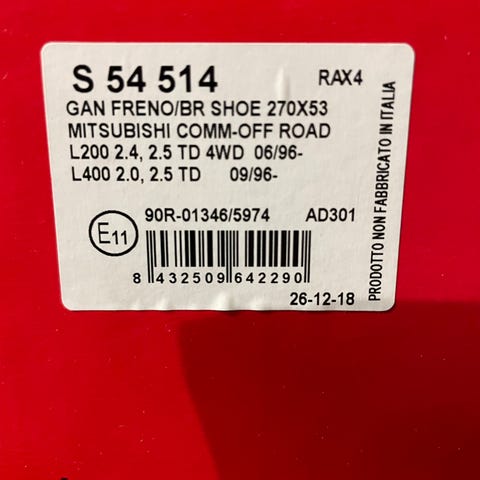 S 54 514 RAX4
GAN FRENO/BR SHOE 270X53
MITSUBISHI COMM-OFF ROAD
L200 2.4, 2.5 TD 4WD 06/96-
L400 2.0, 2.5 TD 09/96-
E11 90R-01346/5974 AD301
8 432509 642290
26-12-18
PRODOTTO NON FABBRICATO IN ITALIA